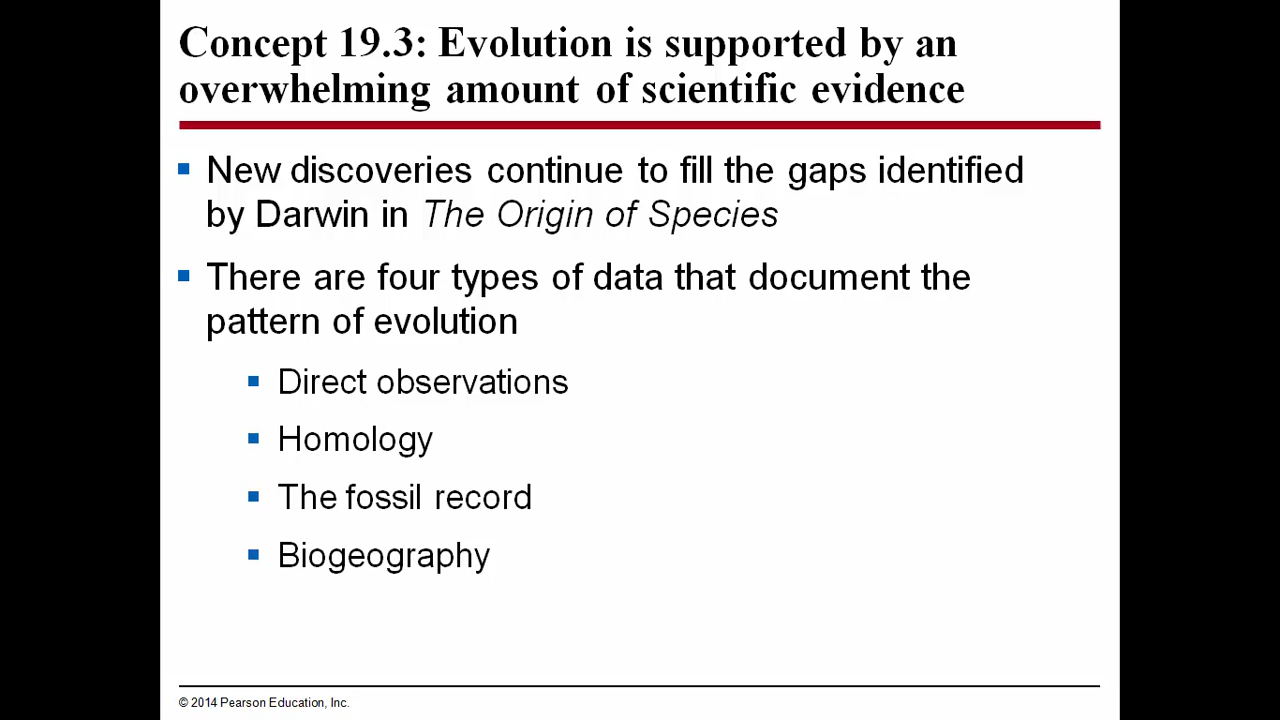 Concept 19.3: Evolution is supported by an
overwhelming amount of scientific evidence
▪ New discoveries continue to fill the gaps identified
by Darwin in The Origin of Species
▪ There are four types of data that document the
pattern of evolution
▪ Direct observations
▪ Homology
▪ The fossil record
▪ Biogeography
© 2014 Pearson Education, Inc.